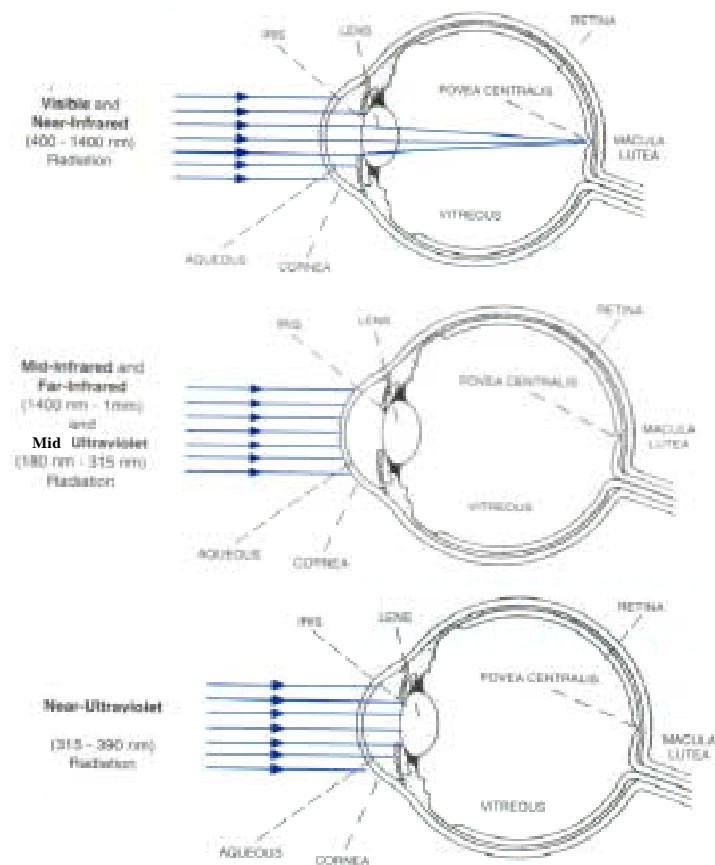 IRIS
LENS
RETINA
FOVEA CENTRALIS
Visible and
Near-Infrared
(400 - 1400 nm)
Radiation
MACULA
LUTEA
VITREOUS
AQUEOUS
CORNEA
IRIS
LENS
RETINA
Mid-Infrared and
Far-Infrared
(1400 nm - 1mm)
and
Mid Ultraviolet
(180 nm - 315 nm)
Radiation
FOVEA CENTRALIS
MACULA
LUTEA
VITREOUS
AQUEOUS
CORNEA
IRIS
LENS
RETINA
FOVEA CENTRALIS
Near-Ultraviolet
(315 - 390 nm)
Radiation
MACULA
LUTEA
VITREOUS
AQUEOUS
CORNEA